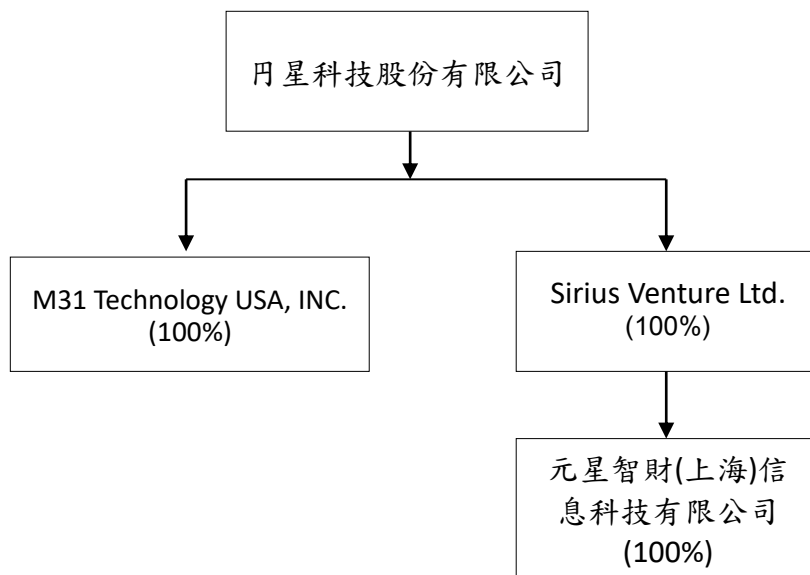 円星科技股份有限公司
M31 Technology USA, INC.
(100%)
Sirius Venture Ltd.
(100%)
元星智財(上海)信
息科技有限公司
(100%)